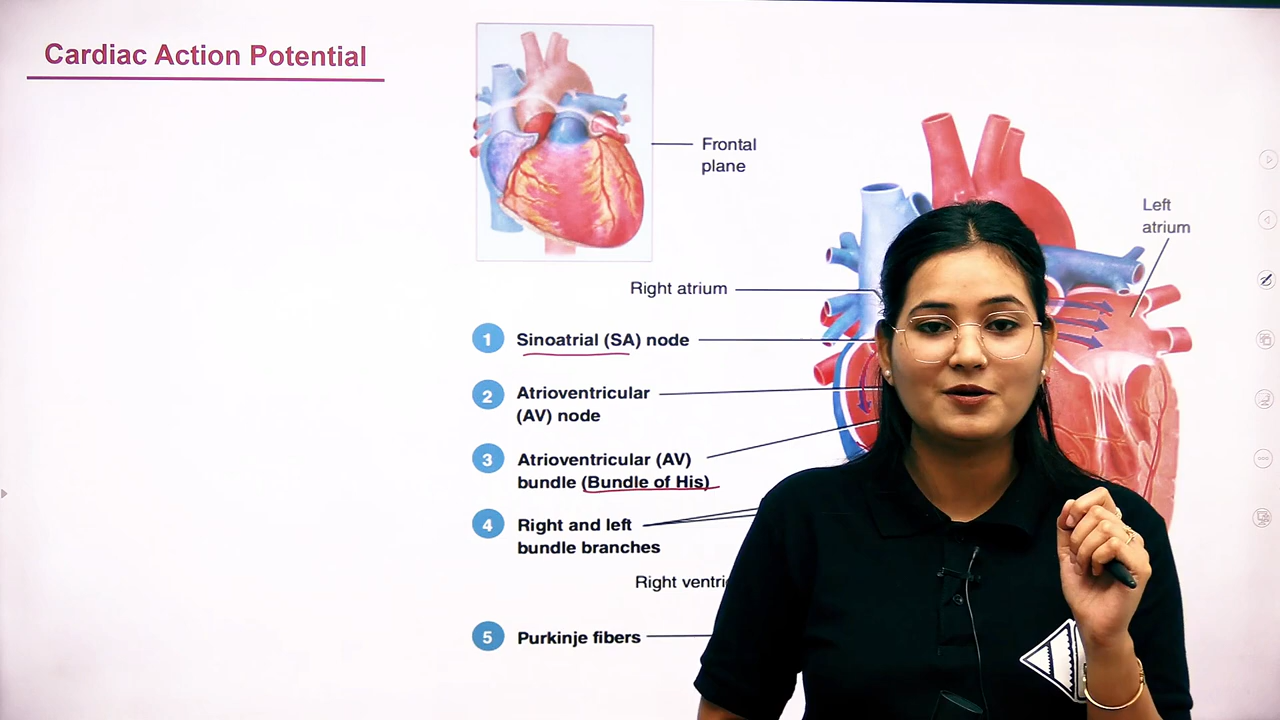 Cardiac Action Potential
Frontal
plane
Left
atrium
Right atrium
1 Sinoatrial (SA) node
2 Atrioventricular
(AV) node
3 Atrioventricular (AV)
bundle (Bundle of His)
4 Right and left
bundle branches
Right
5 Purkinje fibers